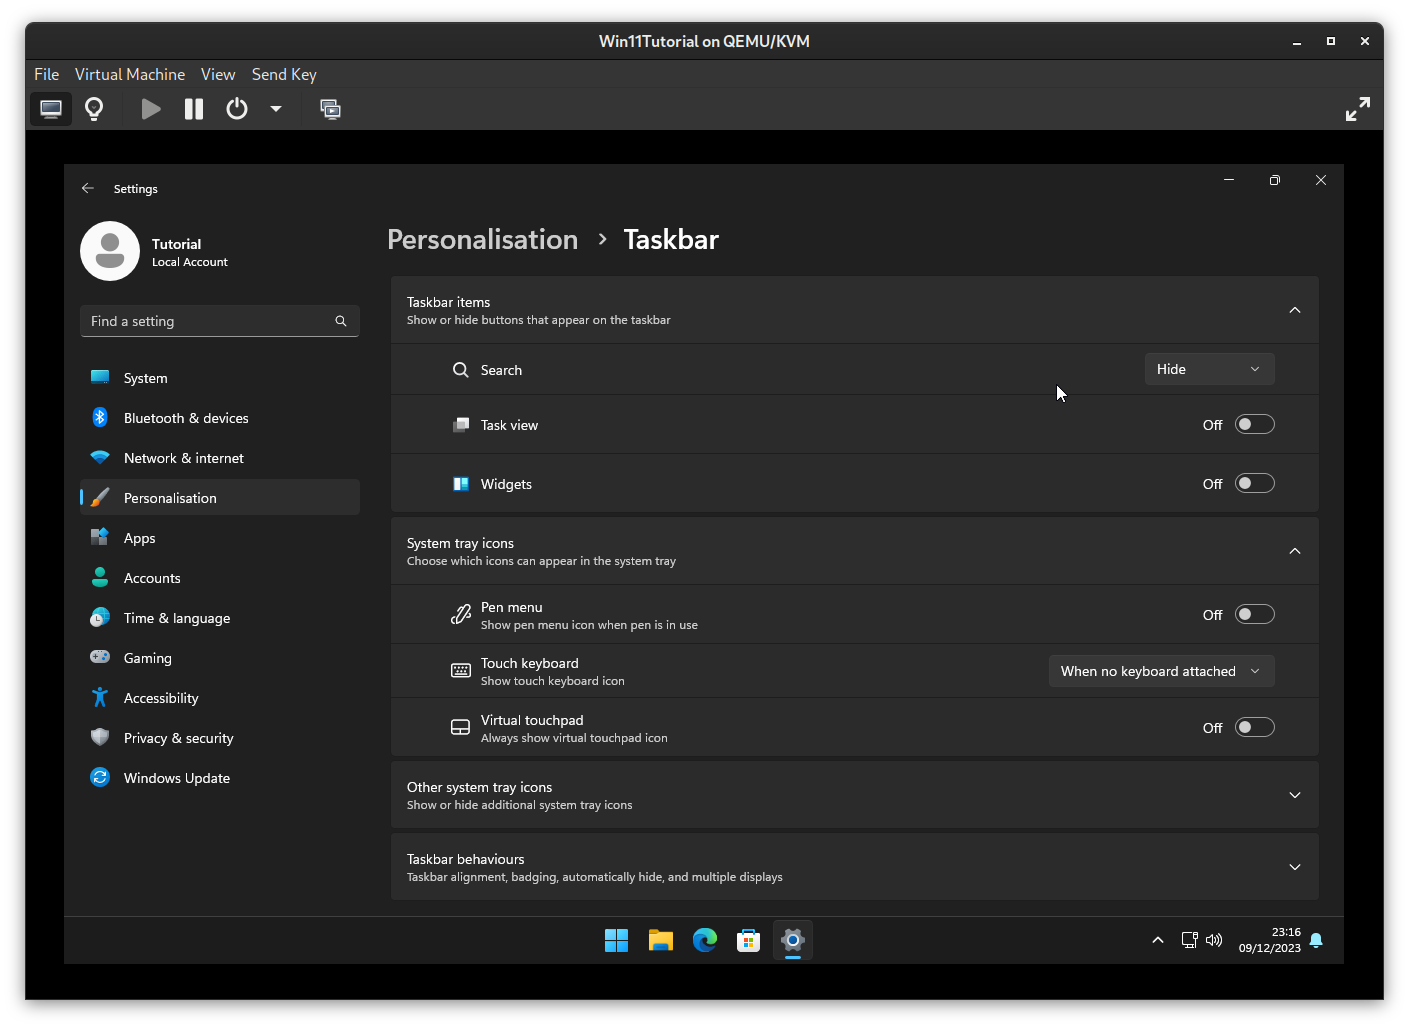 Win11Tutorial on QEMU/KVM
File Virtual Machine View Send Key
Settings
Tutorial
Local Account
Find a setting
System
Bluetooth & devices
Network & internet
Personalisation
Apps
Accounts
Time & language
Gaming
Accessibility
Privacy & security
Windows Update
Personalisation > Taskbar
Taskbar items
Show or hide buttons that appear on the taskbar
Search Hide
Task view Off
Widgets Off
System tray icons
Choose which icons can appear in the system tray
Pen menu
Show pen menu icon when pen is in use
Off
Touch keyboard
Show touch keyboard icon
When no keyboard attached
Virtual touchpad
Always show virtual touchpad icon
Off
Other system tray icons
Show or hide additional system tray icons
Taskbar behaviours
Taskbar alignment, badging, automatically hide, and multiple displays
23:16
09/12/2023